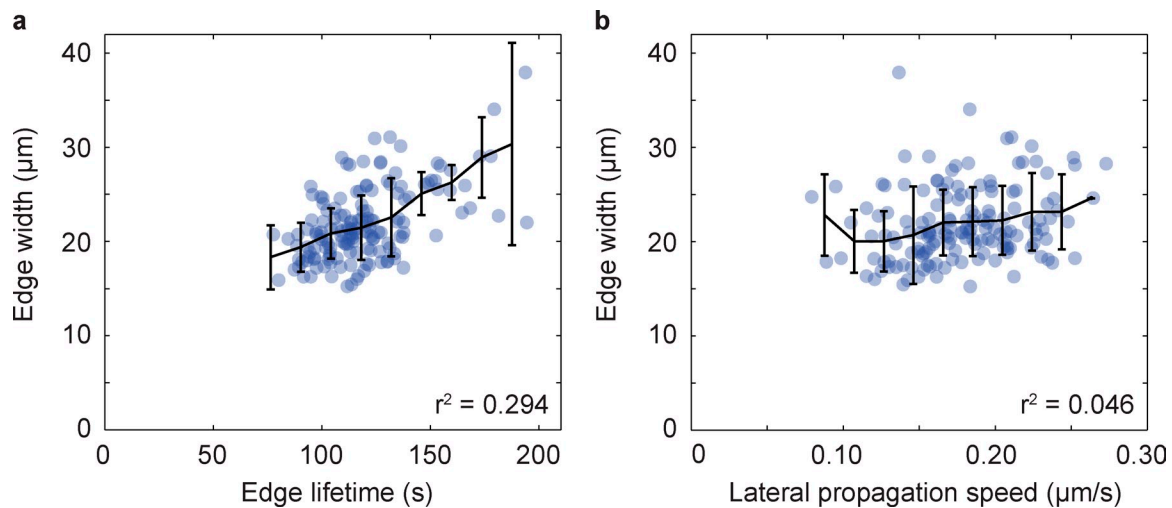 a
40
30
20
10
0
Edge width (µm)
r² = 0.294
0 50 100 150 200
Edge lifetime (s)
b
40
30
20
10
0
Edge width (µm)
r² = 0.046
0 0.10 0.20 0.30
Lateral propagation speed (µm/s)